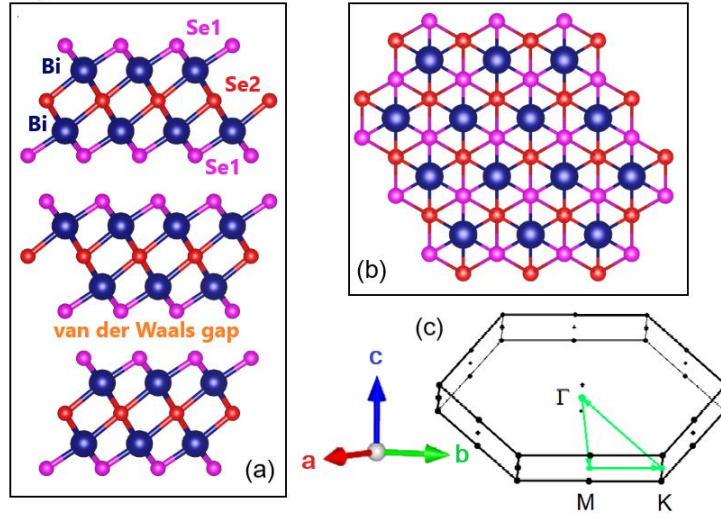 Se1
Bi
Se2
Bi
Se1
van der Waals gap
(a)
(b)
(c)
c
a
b
Γ
M
K